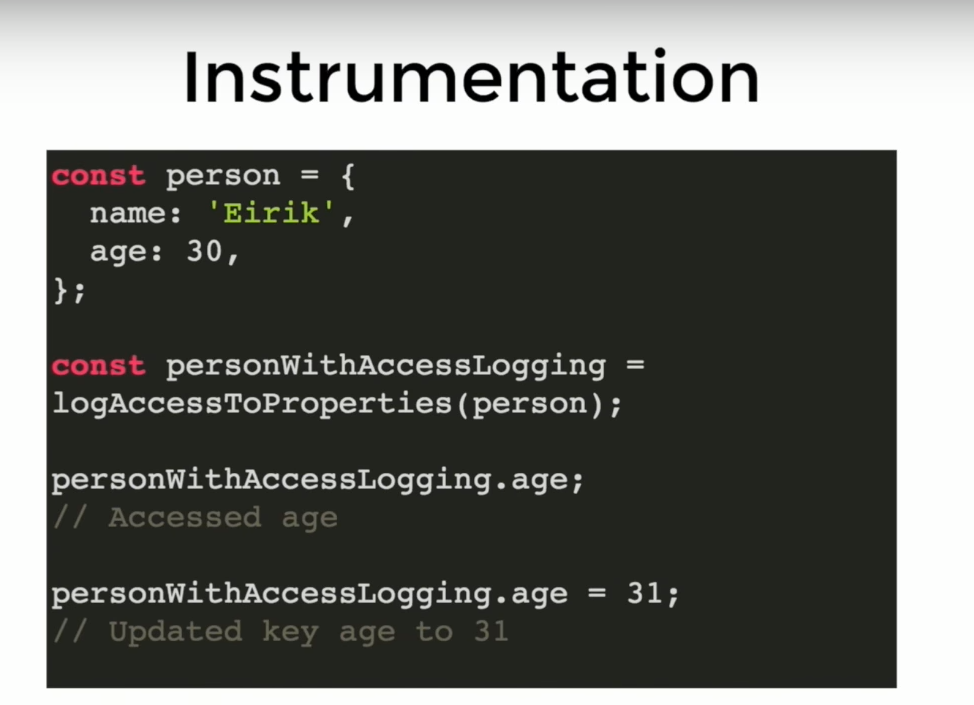 Instrumentation
const person = {
  name: 'Eirik',
  age: 30,
};
const personWithAccessLogging =
logAccessToProperties(person);
personWithAccessLogging.age;
// Accessed age
personWithAccessLogging.age = 31;
// Updated key age to 31